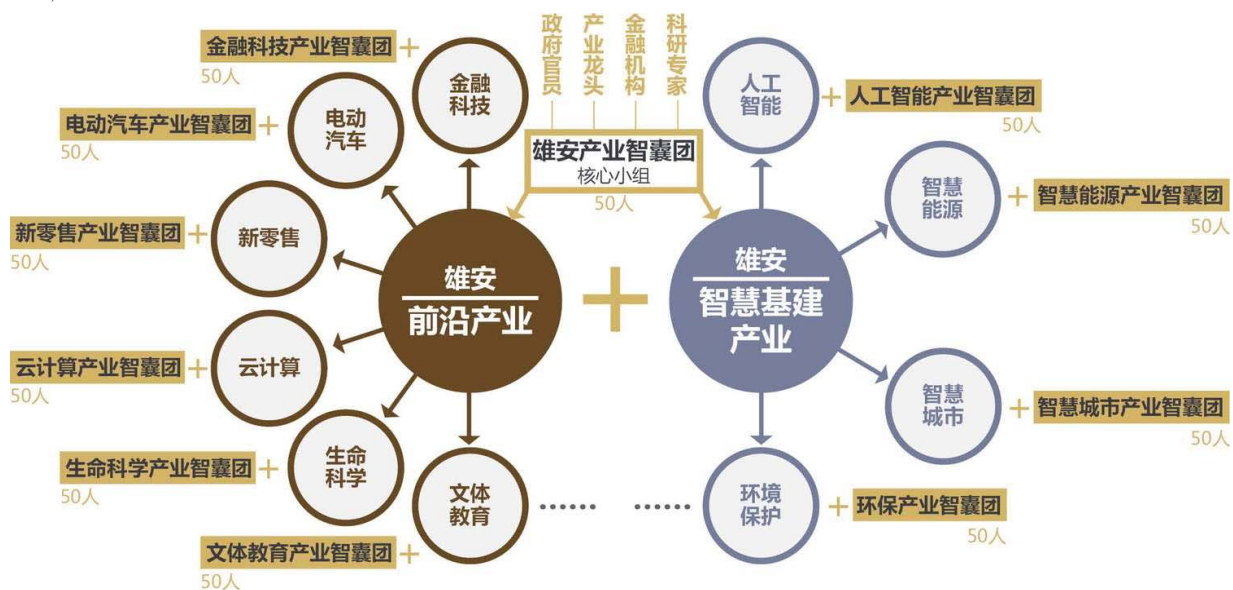 政府官员
产业龙头
金融机构
科研专家
雄安产业智囊团
核心小组
50人
金融科技产业智囊团
50人
金融
科技
电动汽车产业智囊团
50人
电动
汽车
新零售产业智囊团
50人
新零售
云计算产业智囊团
50人
云计算
生命科学产业智囊团
50人
生命
科学
文体教育产业智囊团
50人
文体
教育
雄安
前沿产业
+
雄安
智慧基建
产业
人工
智能
人工智能产业智囊团
50人
智慧
能源
智慧能源产业智囊团
50人
智慧
城市
智慧城市产业智囊团
50人
环境
保护
环保产业智囊团
50人